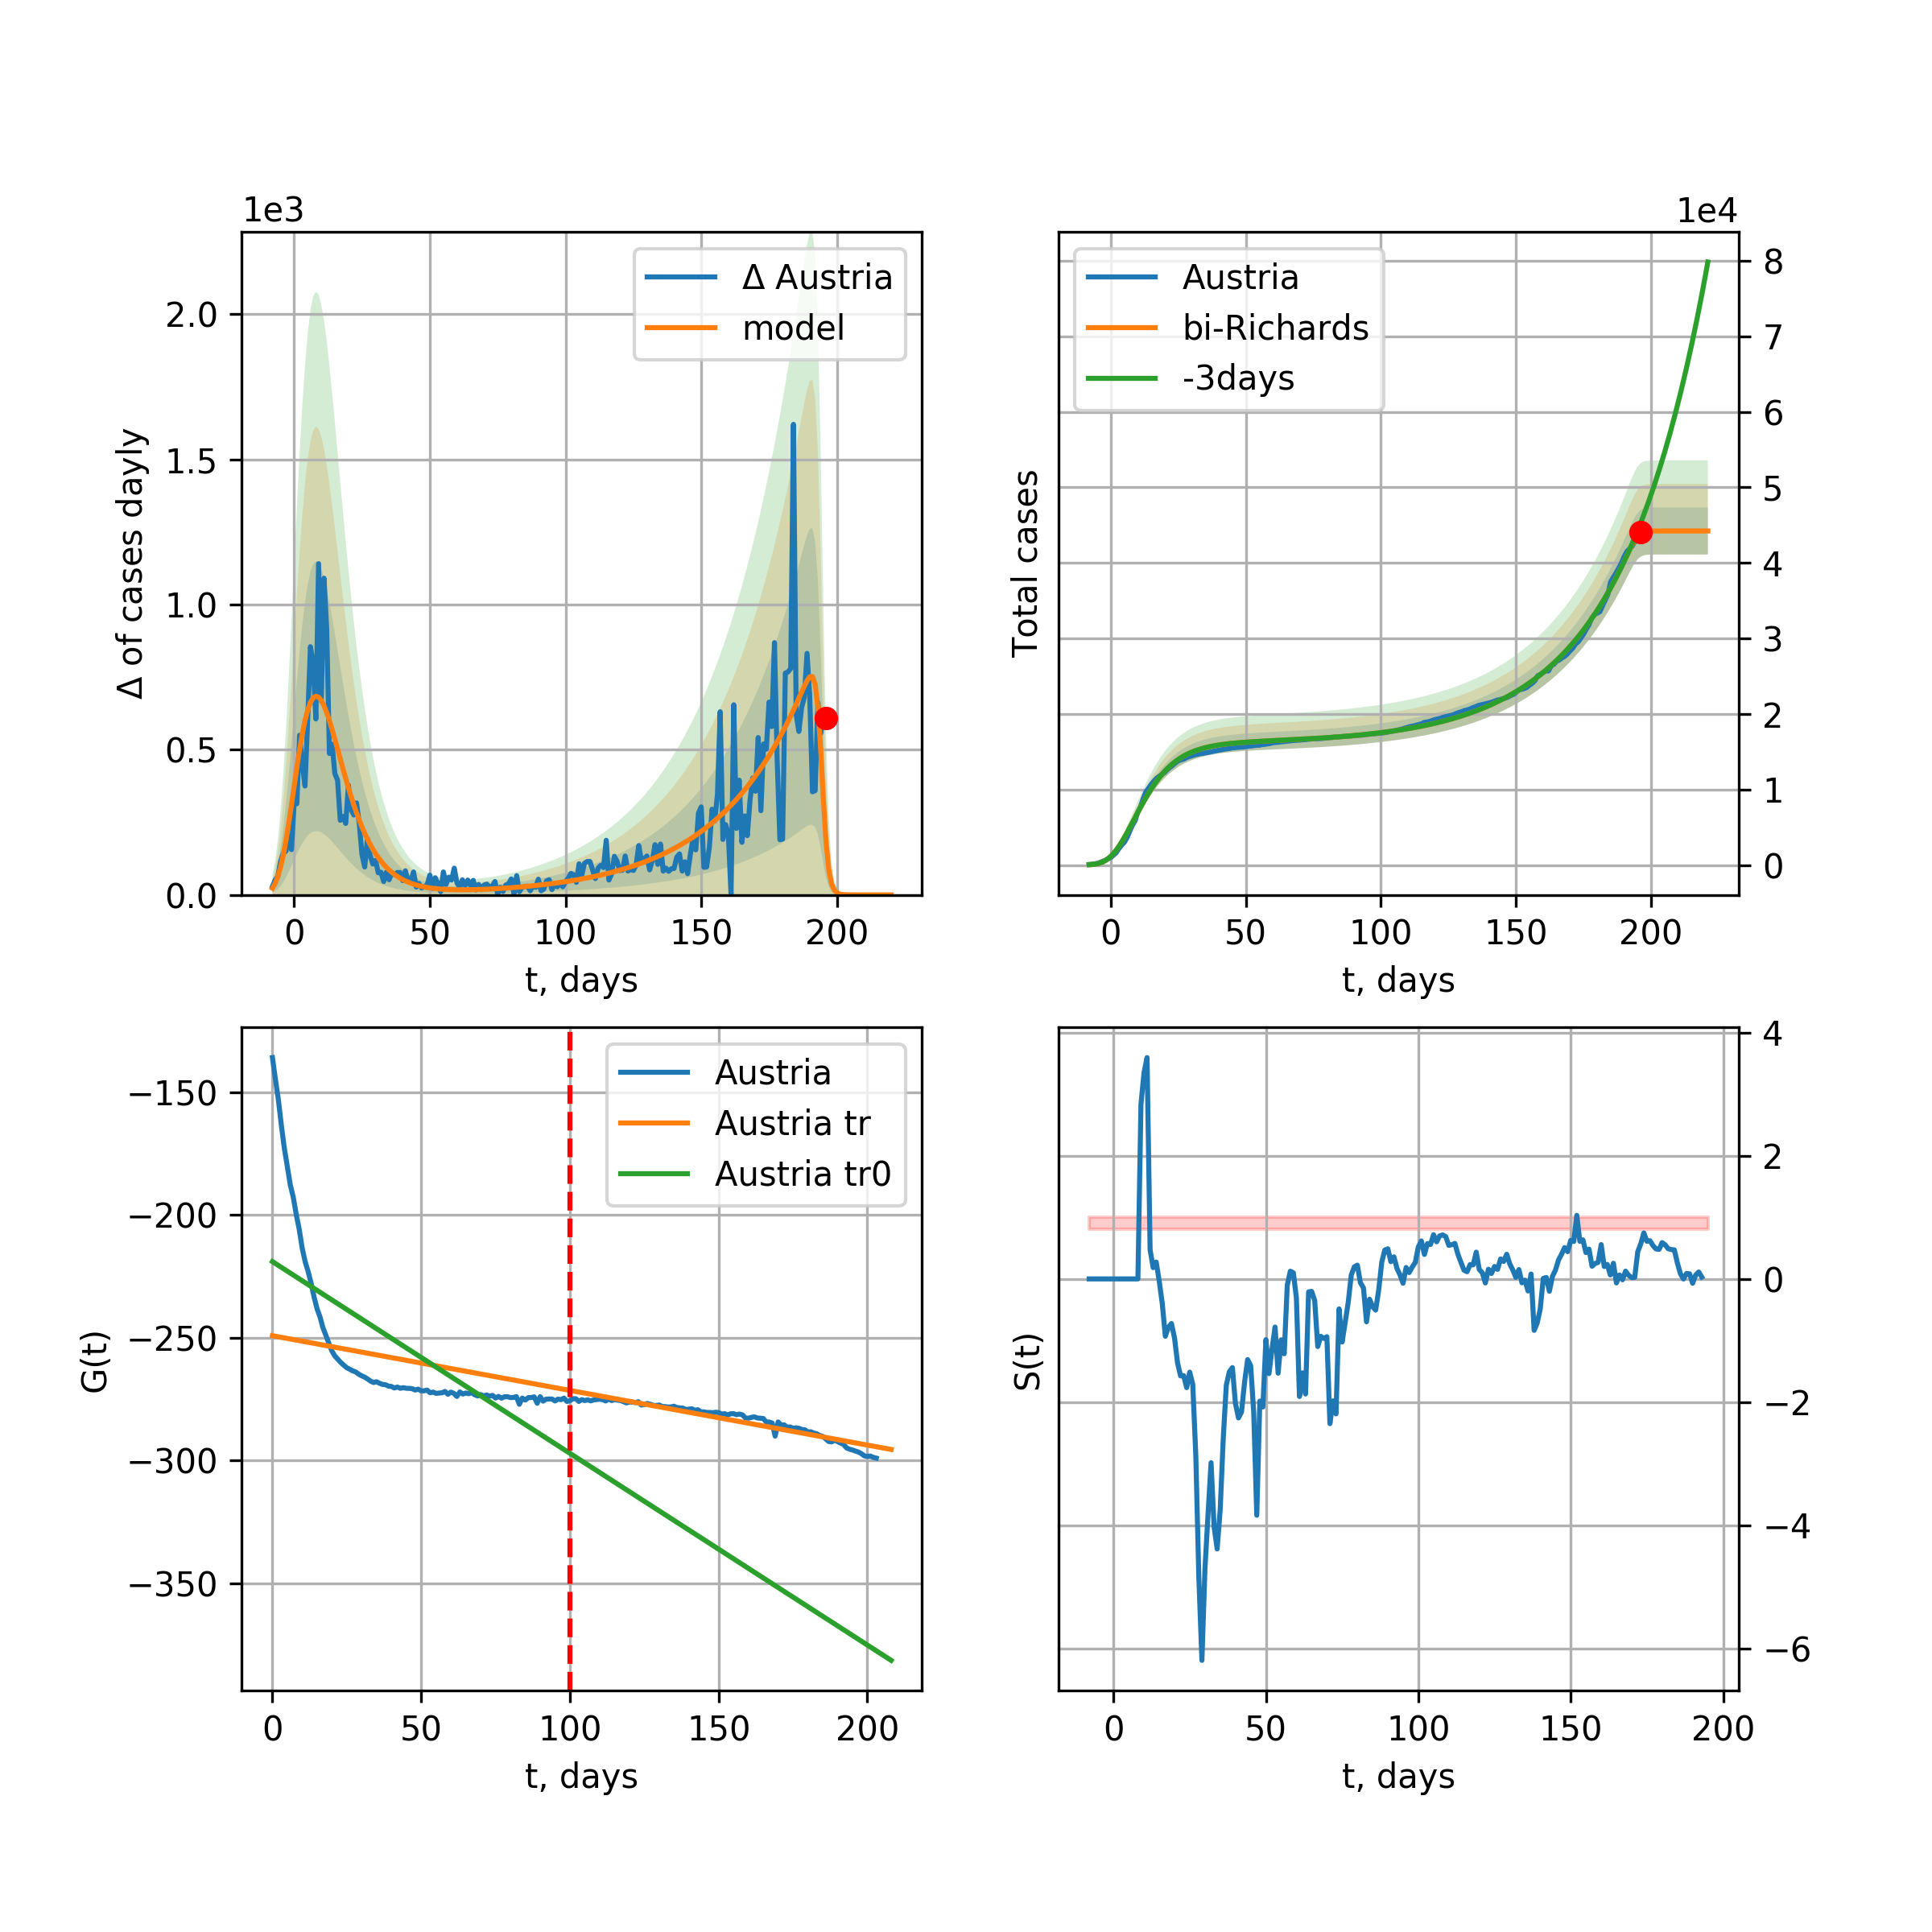 1e3
Δ Austria
model
2.0
1.5
1.0
0.5
0.0
Δ of cases dayly
0 50 100 150 200
t, days
1e4
Austria
bi-Richards
-3days
8
7
6
5
4
3
2
1
0
Total cases
0 50 100 150 200
t, days
Austria
Austria tr
Austria tr0
−150
−200
−250
−300
−350
G(t)
0 50 100 150 200
t, days
4
2
0
−2
−4
−6
S(t)
0 50 100 150 200
t, days